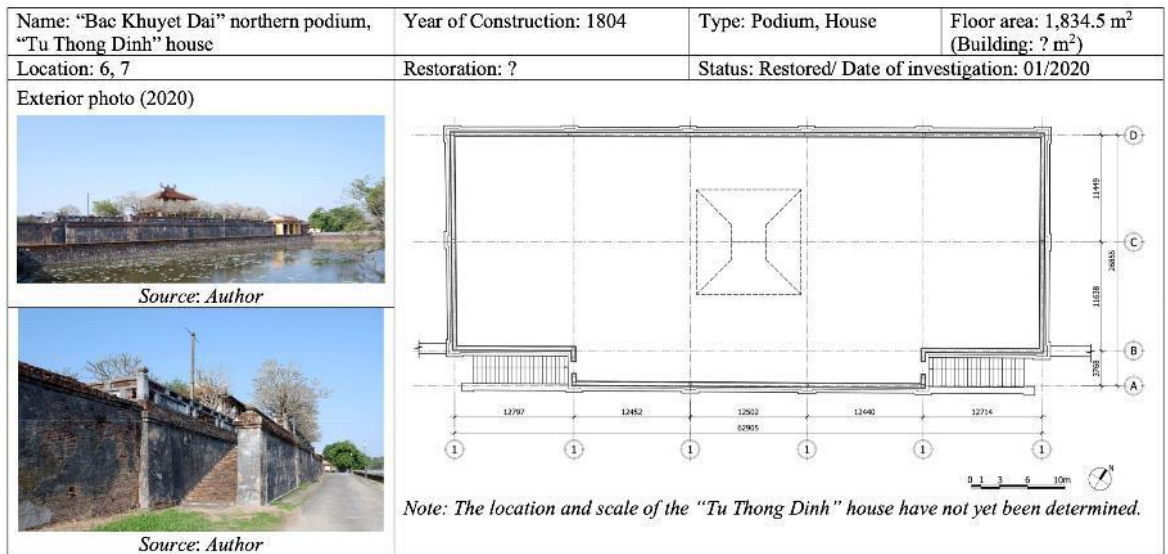 Name: “Bac Khuyet Dai” northern podium,
“Tu Thong Dinh” house
Year of Construction: 1804
Type: Podium, House
Floor area: 1,834.5 m²
(Building: ? m²)
Location: 6, 7
Restoration: ?
Status: Restored/ Date of investigation: 01/2020
Exterior photo (2020)
Source: Author
Source: Author
D
11449
C
26855
11638
B
3768
A
12797 12452 12502 12440 12714
62905
1 1 1 1 1 1
0 1 3 6 10m
N
Note: The location and scale of the “Tu Thong Dinh” house have not yet been determined.